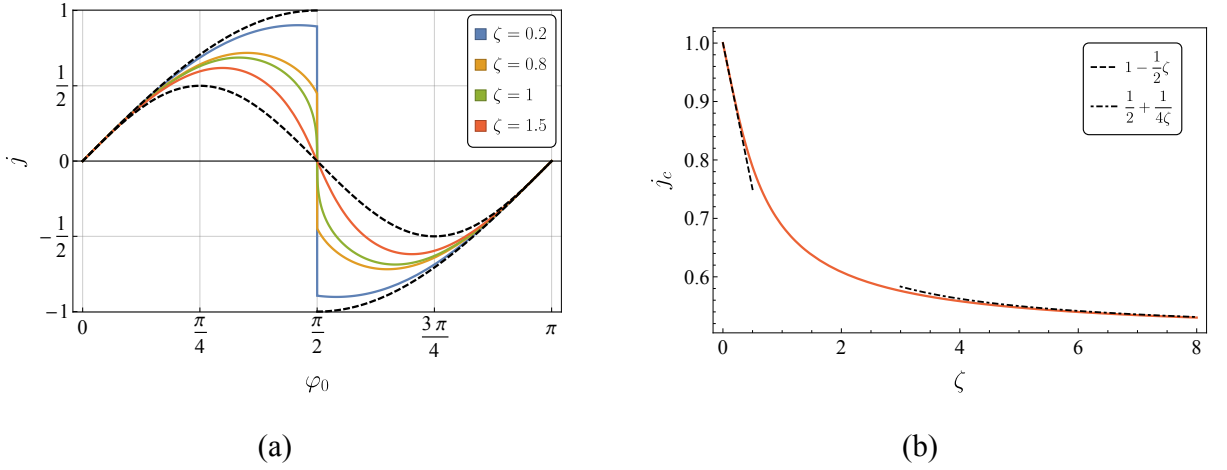 1
1/2
0
-1/2
-1
j
0
π/4
π/2
3π/4
π
φ₀
ζ = 0.2
ζ = 0.8
ζ = 1
ζ = 1.5
(a)
1.0
0.9
0.8
0.7
0.6
j_c
0
2
4
6
8
ζ
1 − 1/2 ζ
1/2 + 1/4ζ
(b)